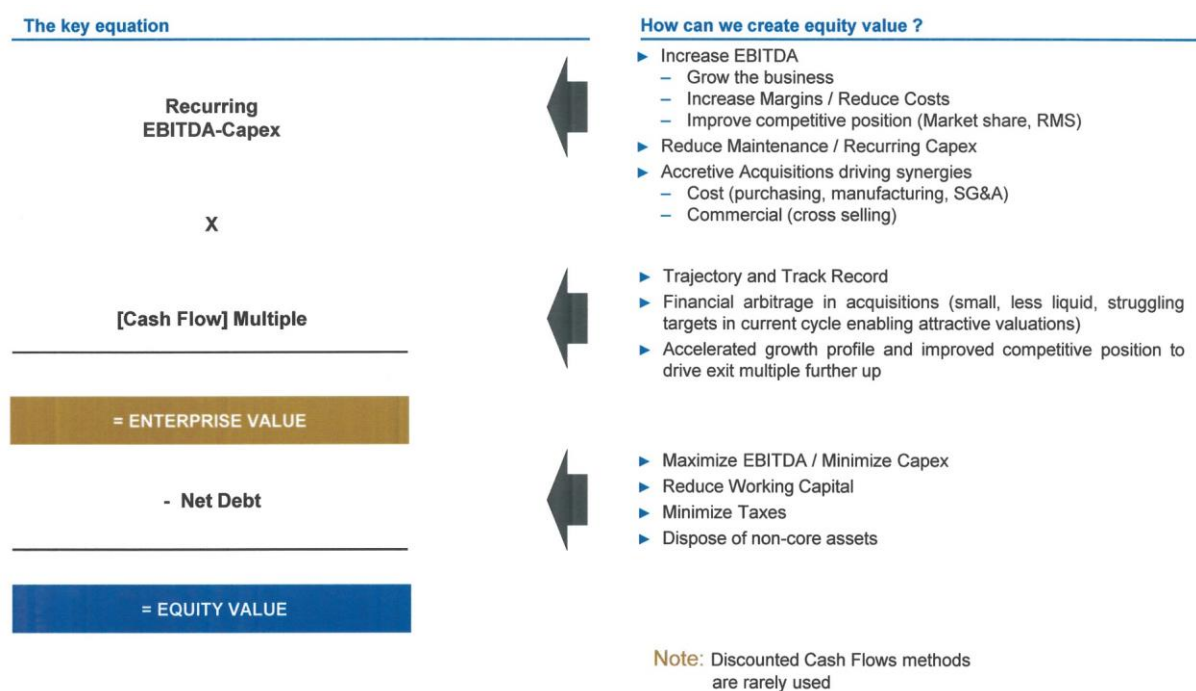 The key equation
Recurring
EBITDA-Capex
X
[Cash Flow] Multiple
= ENTERPRISE VALUE
- Net Debt
= EQUITY VALUE
How can we create equity value ?
► Increase EBITDA
– Grow the business
– Increase Margins / Reduce Costs
– Improve competitive position (Market share, RMS)
► Reduce Maintenance / Recurring Capex
► Accretive Acquisitions driving synergies
– Cost (purchasing, manufacturing, SG&A)
– Commercial (cross selling)
► Trajectory and Track Record
► Financial arbitrage in acquisitions (small, less liquid, struggling
targets in current cycle enabling attractive valuations)
► Accelerated growth profile and improved competitive position to
drive exit multiple further up
► Maximize EBITDA / Minimize Capex
► Reduce Working Capital
► Minimize Taxes
► Dispose of non-core assets
Note: Discounted Cash Flows methods
are rarely used